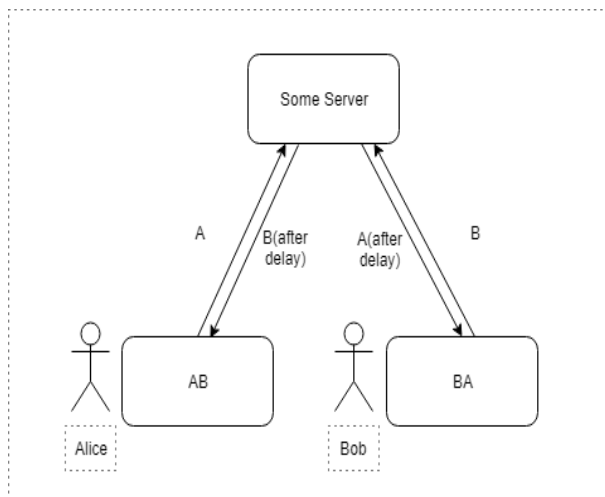 Some Server
A
B(after
delay)
A(after
delay)
B
AB
BA
Alice
Bob